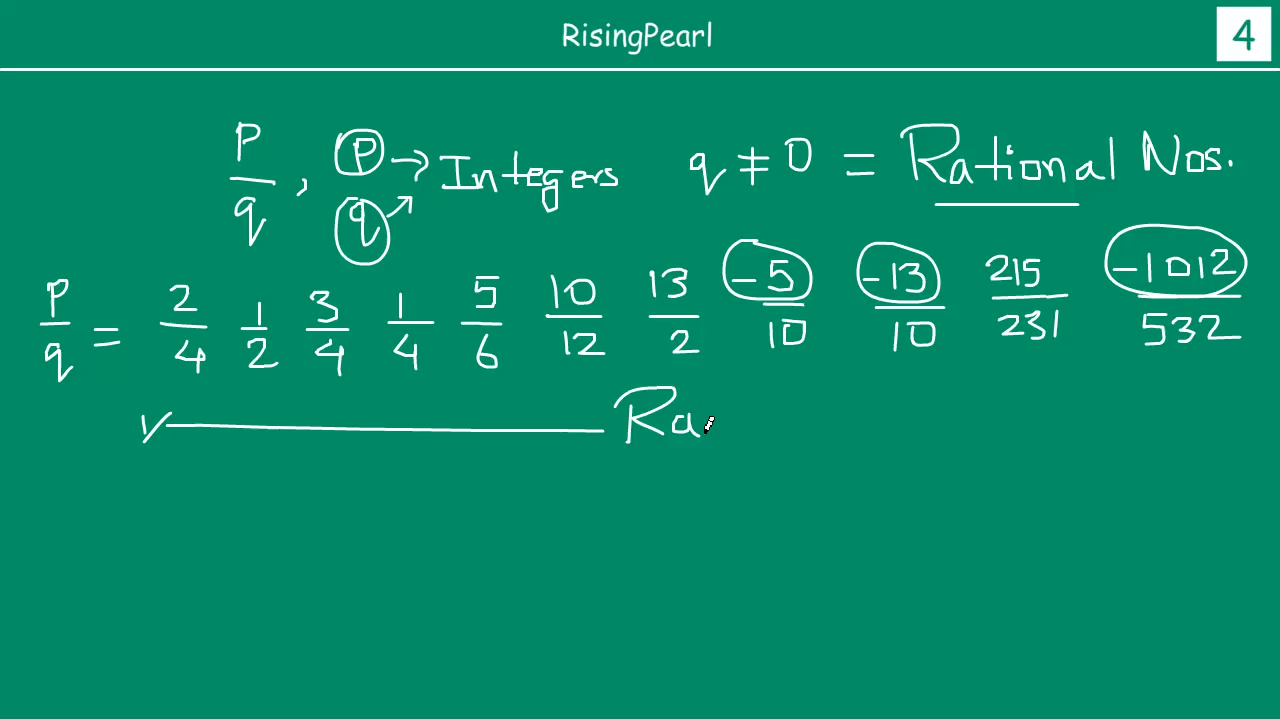 RisingPearl
4
P/q , P → Integers q ≠ 0 = Rational Nos.
q
P/q = 2/4 1/2 3/4 1/4 5/6 10/12 13/2 -5/10 -13/10 215/231 -1012/532
Ra